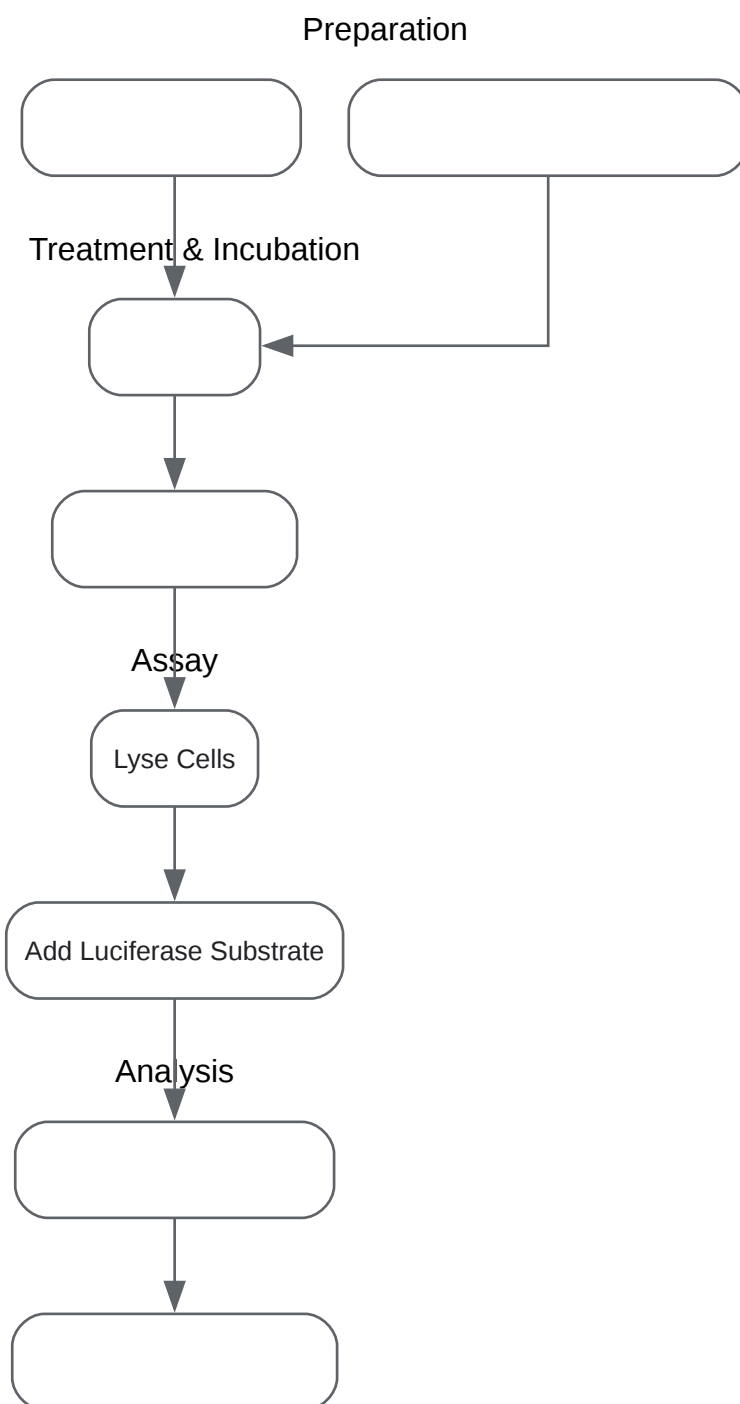 Preparation
Treatment & Incubation
Assay
Lyse Cells
Add Luciferase Substrate
Analysis